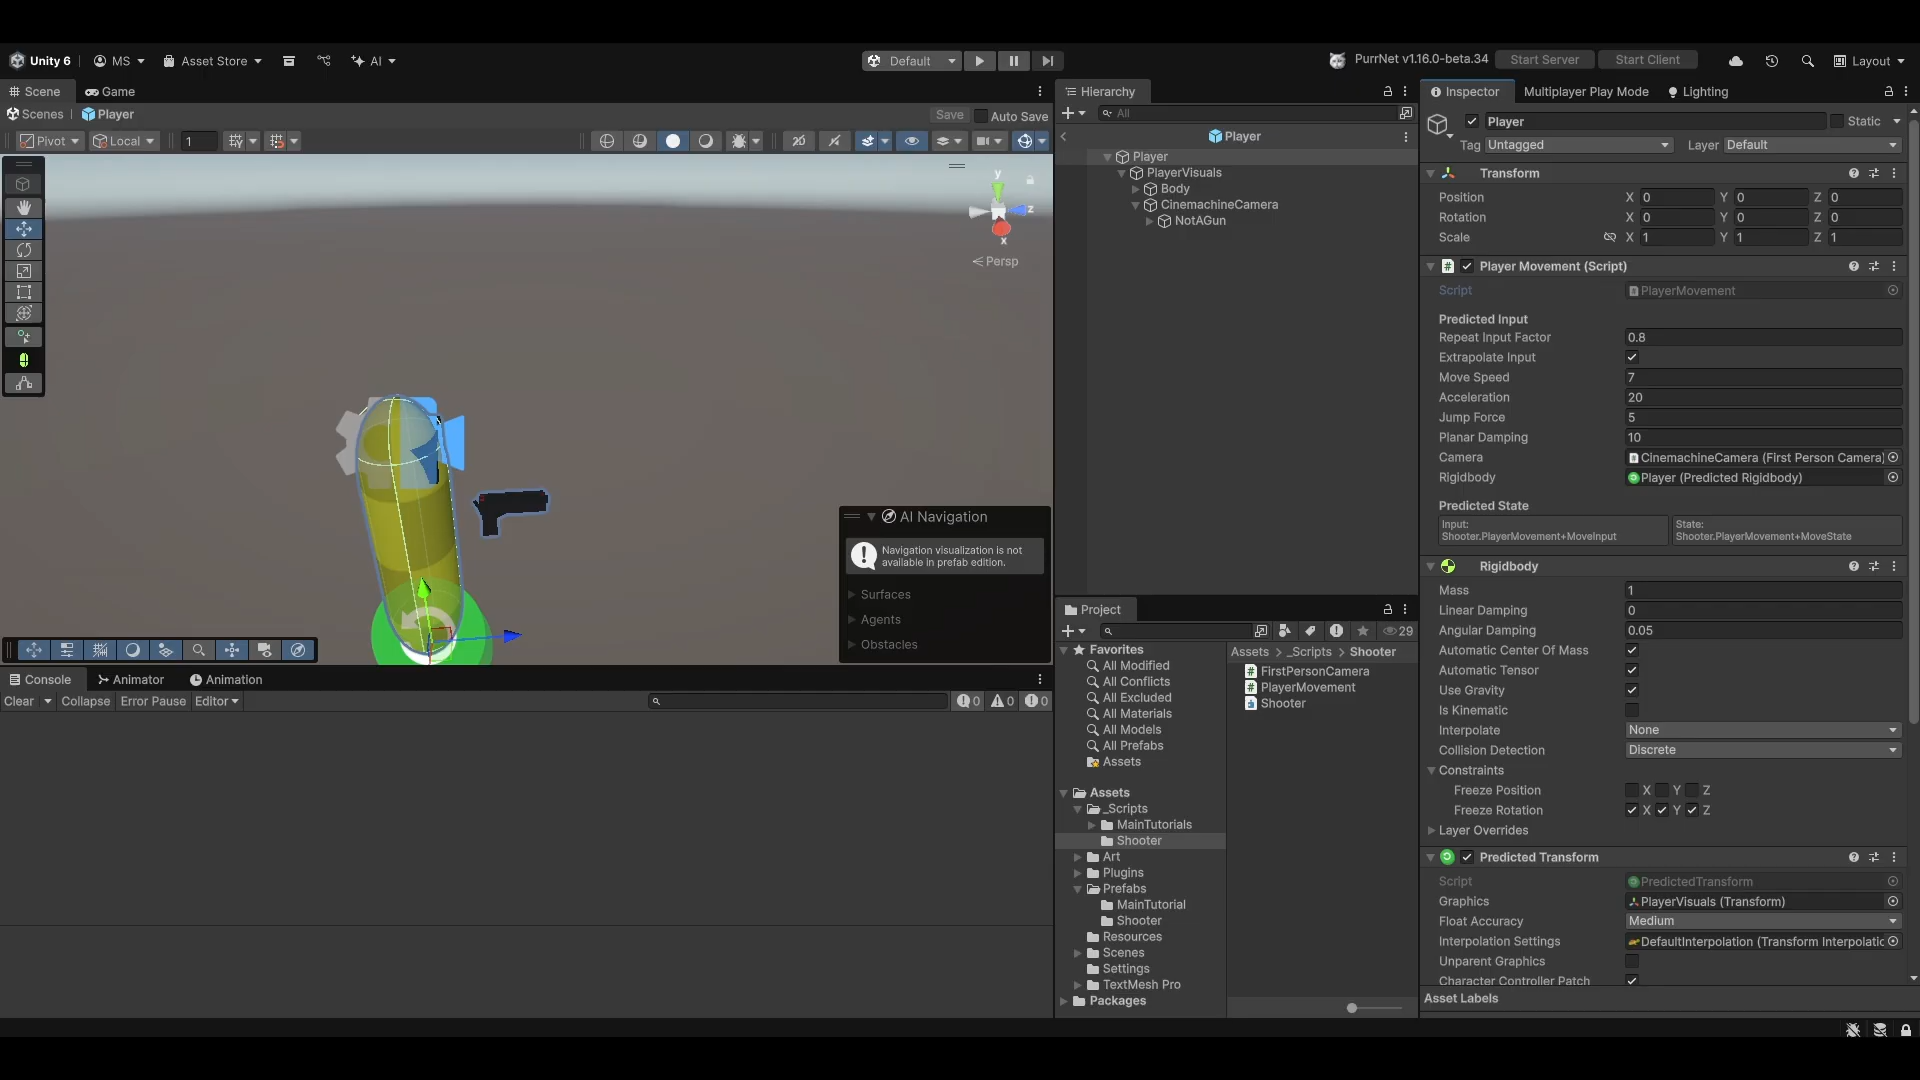 Unity 6
MS
Asset Store
AI
Default
PurrNet v1.16.0-beta.34
Start Server
Start Client
Layout
Scene
Game
Scenes
Player
Save
Auto Save
Pivot
Local
1
2D
y
z
x
Persp
AI Navigation
Navigation visualization is not
available in prefab edition.
Surfaces
Agents
Obstacles
Console
Animator
Animation
Clear
Collapse
Error Pause
Editor
0
0
0
Hierarchy
All
Player
Player
PlayerVisuals
Body
CinemachineCamera
NotAGun
Project
29
Favorites
All Modified
All Conflicts
All Excluded
All Materials
All Models
All Prefabs
Assets
Assets
_Scripts
MainTutorials
Shooter
Art
Plugins
Prefabs
MainTutorial
Shooter
Resources
Scenes
Settings
TextMesh Pro
Packages
Assets > _Scripts > Shooter
FirstPersonCamera
PlayerMovement
Shooter
Inspector
Multiplayer Play Mode
Lighting
Player
Static
Tag Untagged
Layer Default
Transform
Position X 0 Y 0 Z 0
Rotation X 0 Y 0 Z 0
Scale X 1 Y 1 Z 1
Player Movement (Script)
Script PlayerMovement
Predicted Input
Repeat Input Factor 0.8
Extrapolate Input
Move Speed 7
Acceleration 20
Jump Force 5
Planar Damping 10
Camera CinemachineCamera (First Person Camera)
Rigidbody Player (Predicted Rigidbody)
Predicted State
Input:
Shooter.PlayerMovement+MoveInput
State:
Shooter.PlayerMovement+MoveState
Rigidbody
Mass 1
Linear Damping 0
Angular Damping 0.05
Automatic Center Of Mass
Automatic Tensor
Use Gravity
Is Kinematic
Interpolate None
Collision Detection Discrete
Constraints
Freeze Position X Y Z
Freeze Rotation X Y Z
Layer Overrides
Predicted Transform
Script PredictedTransform
Graphics PlayerVisuals (Transform)
Float Accuracy Medium
Interpolation Settings DefaultInterpolation (Transform Interpolatic
Unparent Graphics
Character Controller Patch
Asset Labels